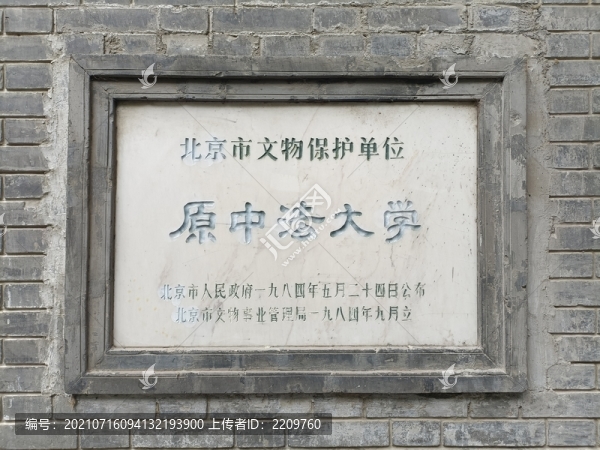 北京市文物保护单位
原中法大学
北京市人民政府一九八四年五月二十四日公布
北京市文物事业管理局一九八四年九月立
编号:20210716094132193900 上传者ID:2209760